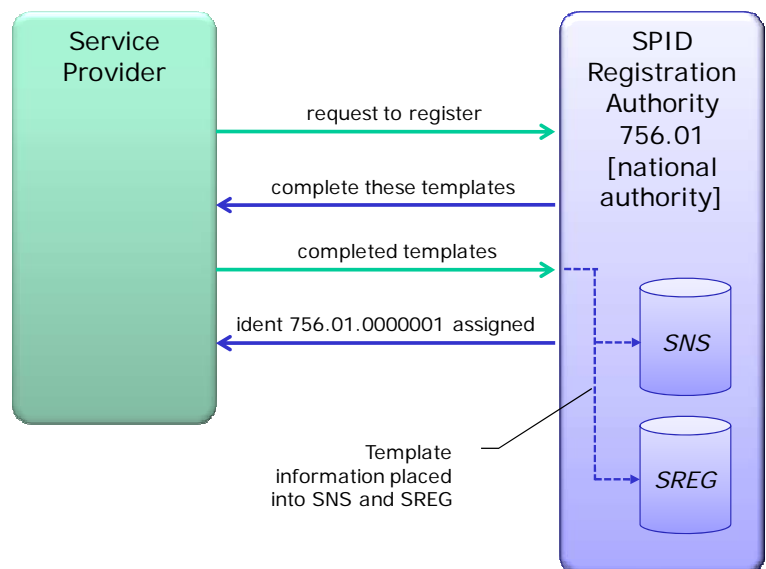 Service
Provider
SPID
Registration
Authority
756.01
[national
authority]
request to register
complete these templates
completed templates
ident 756.01.0000001 assigned
SNS
Template
information placed
into SNS and SREG
SREG